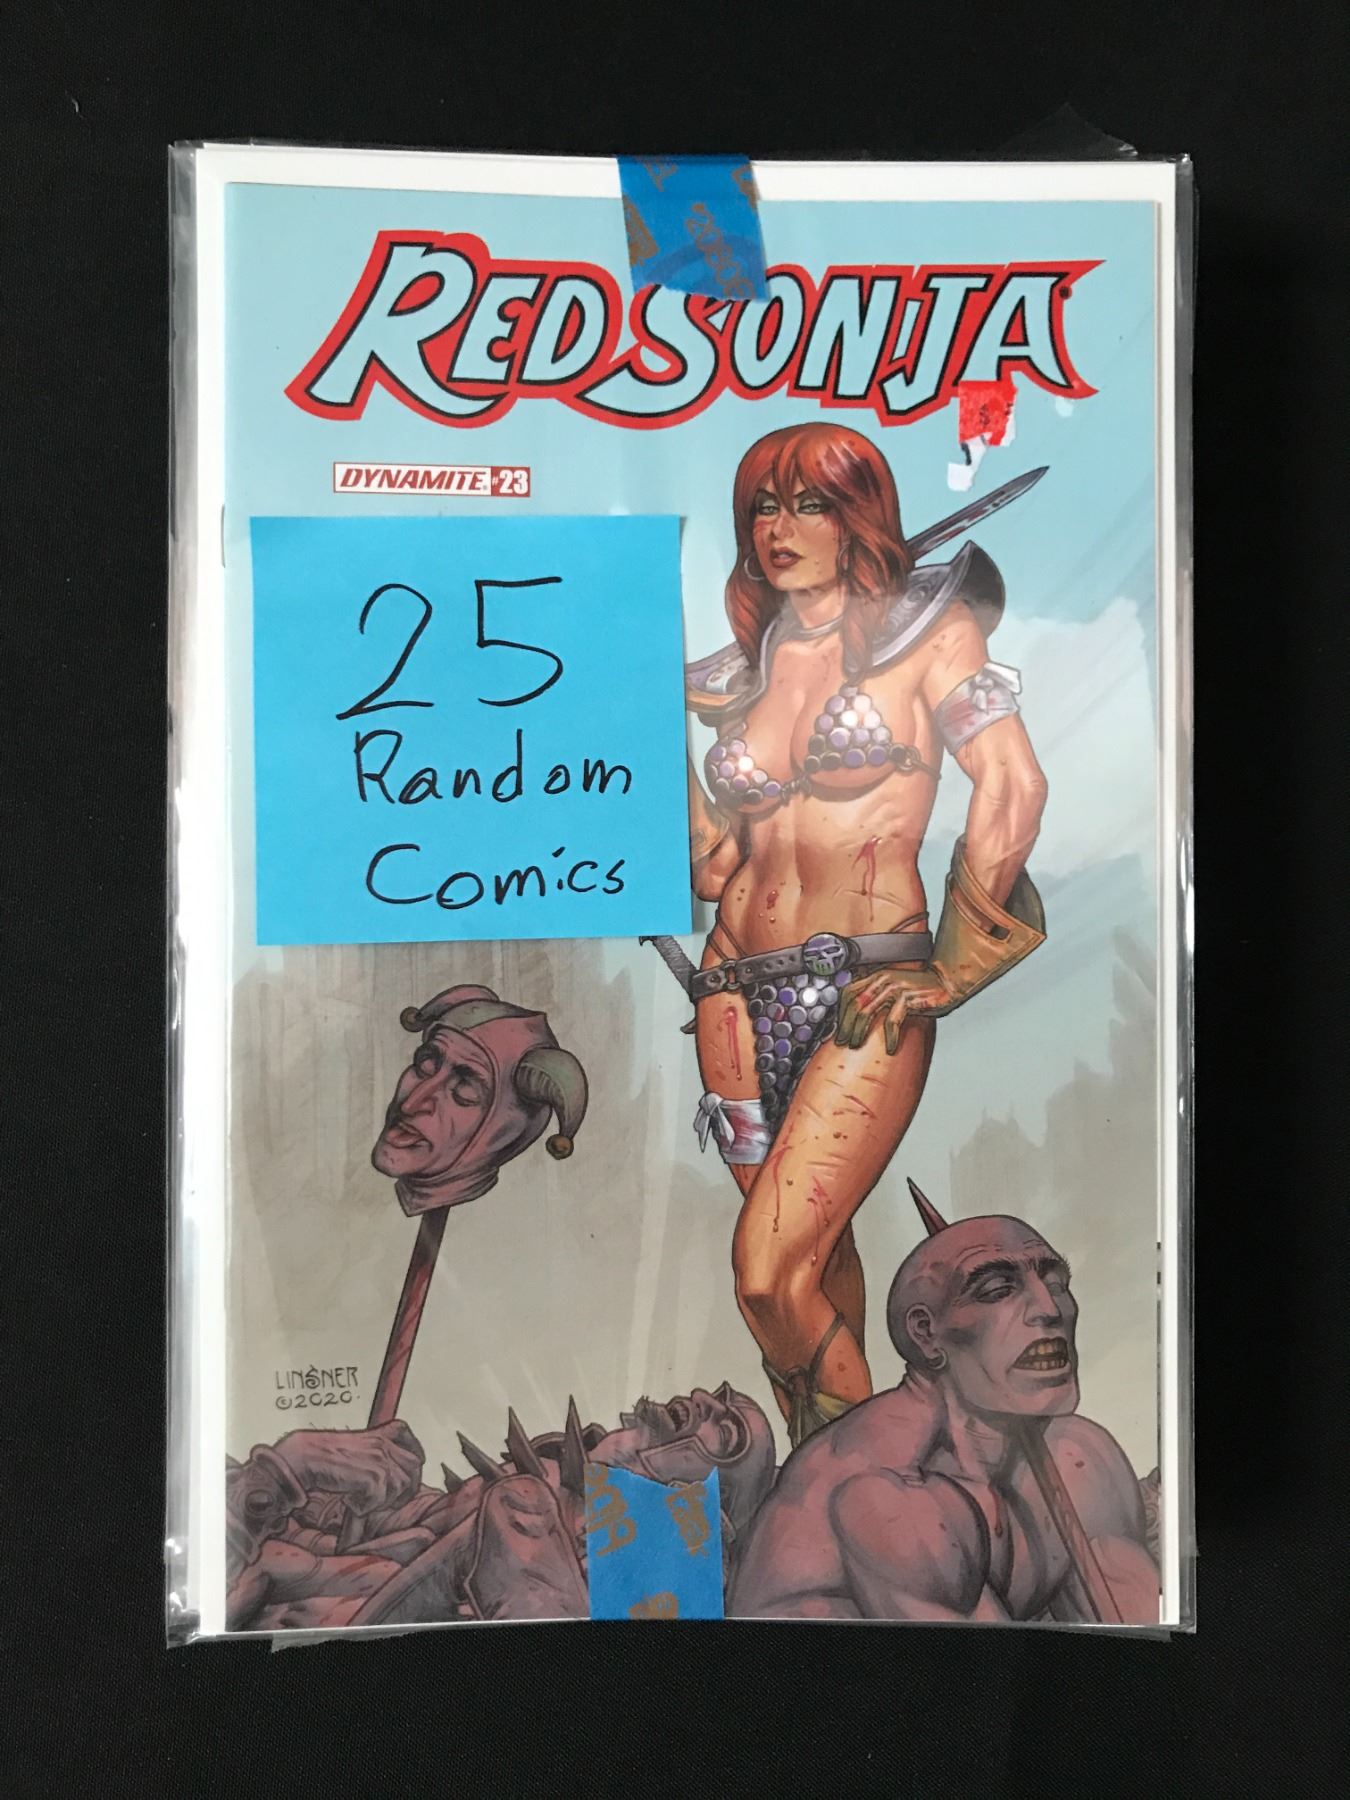 RED SONJA
DYNAMITE. #23
$
25
Random
Comics
LINSNER
©2020.